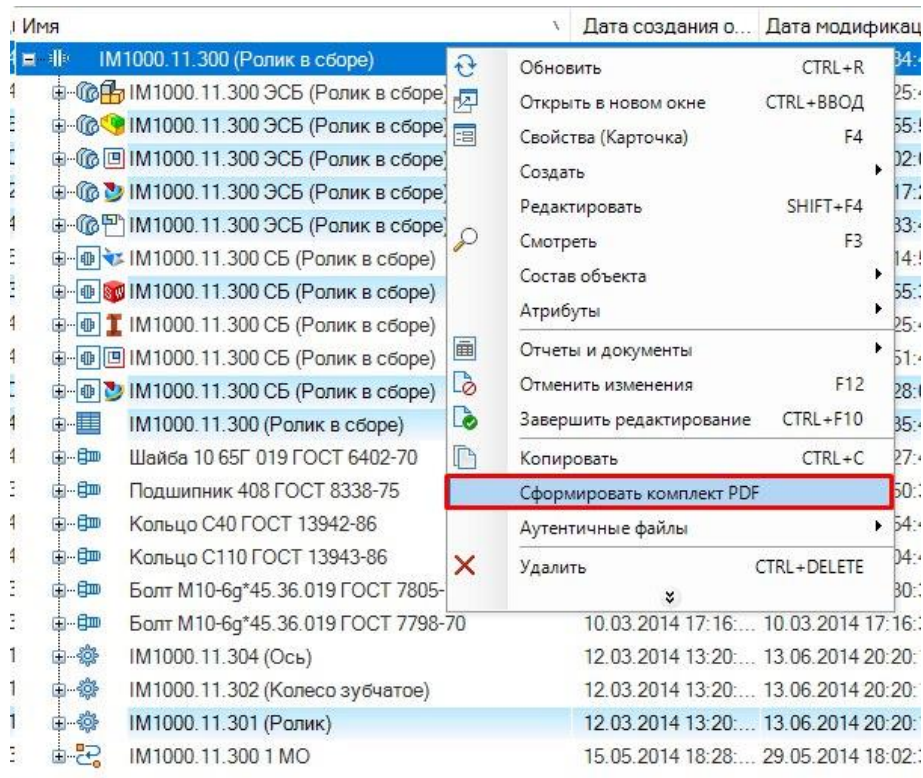 Имя Дата создания о... Дата модификац
IM1000.11.300 (Ролик в сборе)
IM1000.11.300 ЭСБ (Ролик в сборе)
IM1000.11.300 ЭСБ (Ролик в сборе)
IM1000.11.300 ЭСБ (Ролик в сборе)
IM1000.11.300 ЭСБ (Ролик в сборе)
IM1000.11.300 ЭСБ (Ролик в сборе)
IM1000.11.300 СБ (Ролик в сборе)
IM1000.11.300 СБ (Ролик в сборе)
IM1000.11.300 СБ (Ролик в сборе)
IM1000.11.300 СБ (Ролик в сборе)
IM1000.11.300 СБ (Ролик в сборе)
IM1000.11.300 (Ролик в сборе)
Шайба 10 65Г 019 ГОСТ 6402-70
Подшипник 408 ГОСТ 8338-75
Кольцо С40 ГОСТ 13942-86
Кольцо С110 ГОСТ 13943-86
Болт М10-6g*45.36.019 ГОСТ 7805-
Болт М10-6g*45.36.019 ГОСТ 7798-70 10.03.2014 17:16:... 10.03.2014 17:16:
IM1000.11.304 (Ось) 12.03.2014 13:20:... 13.06.2014 20:20:
IM1000.11.302 (Колесо зубчатое) 12.03.2014 13:20:... 13.06.2014 20:20:
IM1000.11.301 (Ролик) 12.03.2014 13:20:... 13.06.2014 20:20:
IM1000.11.300 1 МО 15.05.2014 18:28:... 29.05.2014 18:02:
Обновить CTRL+R
Открыть в новом окне CTRL+ВВОД
Свойства (Карточка) F4
Создать
Редактировать SHIFT+F4
Смотреть F3
Состав объекта
Атрибуты
Отчеты и документы
Отменить изменения F12
Завершить редактирование CTRL+F10
Копировать CTRL+C
Сформировать комплект PDF
Аутентичные файлы
Удалить CTRL+DELETE